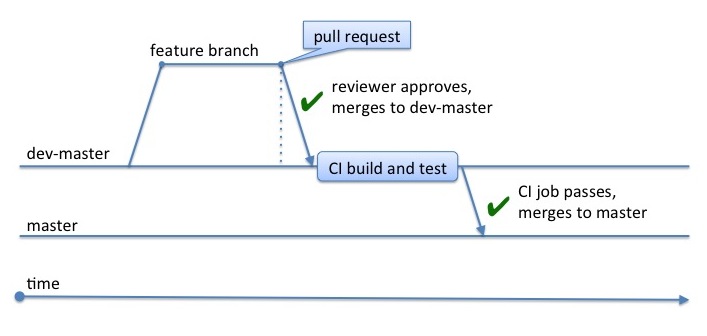 pull request
feature branch
reviewer approves,
merges to dev-master
dev-master
CI build and test
CI job passes,
merges to master
master
time